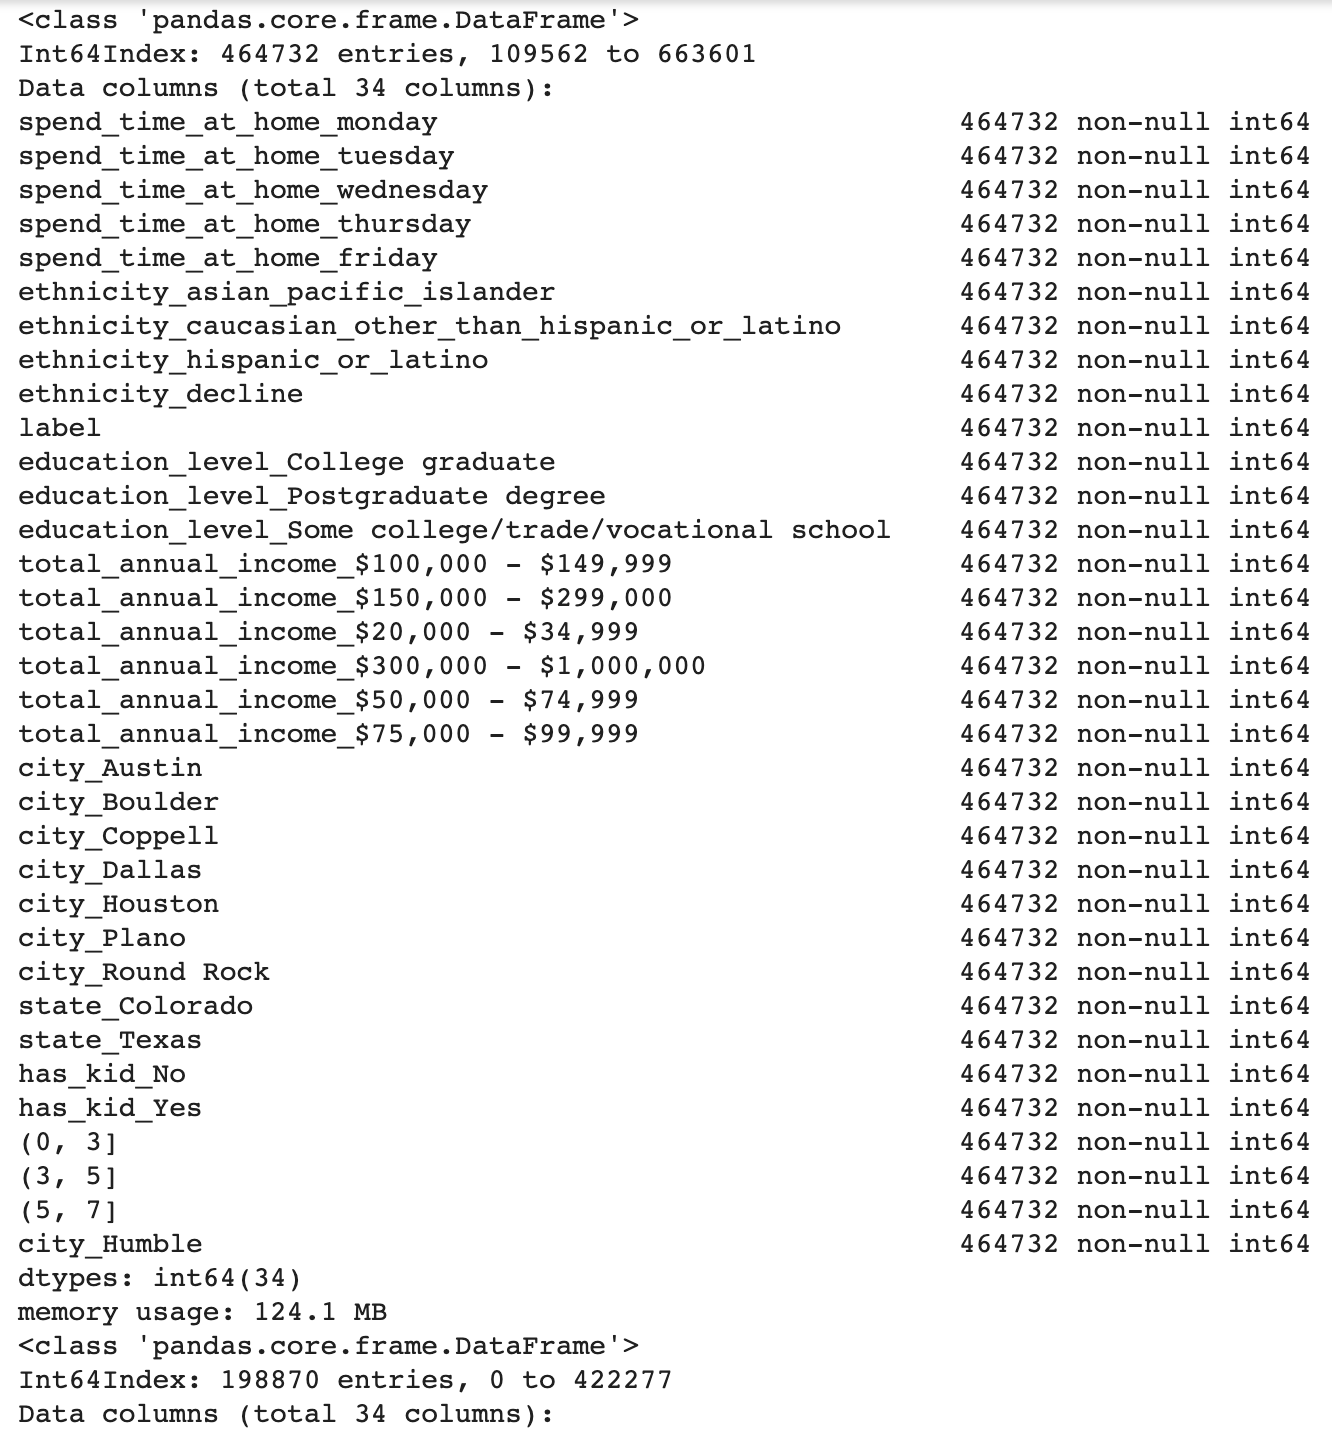 <class 'pandas.core.frame.DataFrame'>
Int64Index: 464732 entries, 109562 to 663601
Data columns (total 34 columns):
spend_time_at_home_monday 464732 non-null int64
spend_time_at_home_tuesday 464732 non-null int64
spend_time_at_home_wednesday 464732 non-null int64
spend_time_at_home_thursday 464732 non-null int64
spend_time_at_home_friday 464732 non-null int64
ethnicity_asian_pacific_islander 464732 non-null int64
ethnicity_caucasian_other_than_hispanic_or_latino 464732 non-null int64
ethnicity_hispanic_or_latino 464732 non-null int64
ethnicity_decline 464732 non-null int64
label 464732 non-null int64
education_level_College graduate 464732 non-null int64
education_level_Postgraduate degree 464732 non-null int64
education_level_Some college/trade/vocational school 464732 non-null int64
total_annual_income_$100,000 - $149,999 464732 non-null int64
total_annual_income_$150,000 - $299,000 464732 non-null int64
total_annual_income_$20,000 - $34,999 464732 non-null int64
total_annual_income_$300,000 - $1,000,000 464732 non-null int64
total_annual_income_$50,000 - $74,999 464732 non-null int64
total_annual_income_$75,000 - $99,999 464732 non-null int64
city_Austin 464732 non-null int64
city_Boulder 464732 non-null int64
city_Coppell 464732 non-null int64
city_Dallas 464732 non-null int64
city_Houston 464732 non-null int64
city_Plano 464732 non-null int64
city_Round Rock 464732 non-null int64
state_Colorado 464732 non-null int64
state_Texas 464732 non-null int64
has_kid_No 464732 non-null int64
has_kid_Yes 464732 non-null int64
(0, 3] 464732 non-null int64
(3, 5] 464732 non-null int64
(5, 7] 464732 non-null int64
city_Humble 464732 non-null int64
dtypes: int64(34)
memory usage: 124.1 MB
<class 'pandas.core.frame.DataFrame'>
Int64Index: 198870 entries, 0 to 422277
Data columns (total 34 columns):